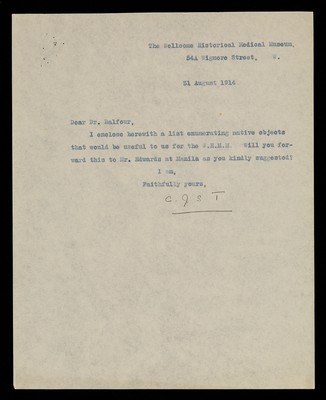 The Wellcome Historical Medical Museum,
54A Wigmore Street, W.
21 August 1914
Dear Dr. Balfour,
I enclose herewith a list enumerating native objects
that would be useful to us for the W.H.M.M. Will you for-
ward this to Mr. Edwards at Manila as you kindly suggested?
I am,
Faithfully yours,
C. J. S. T